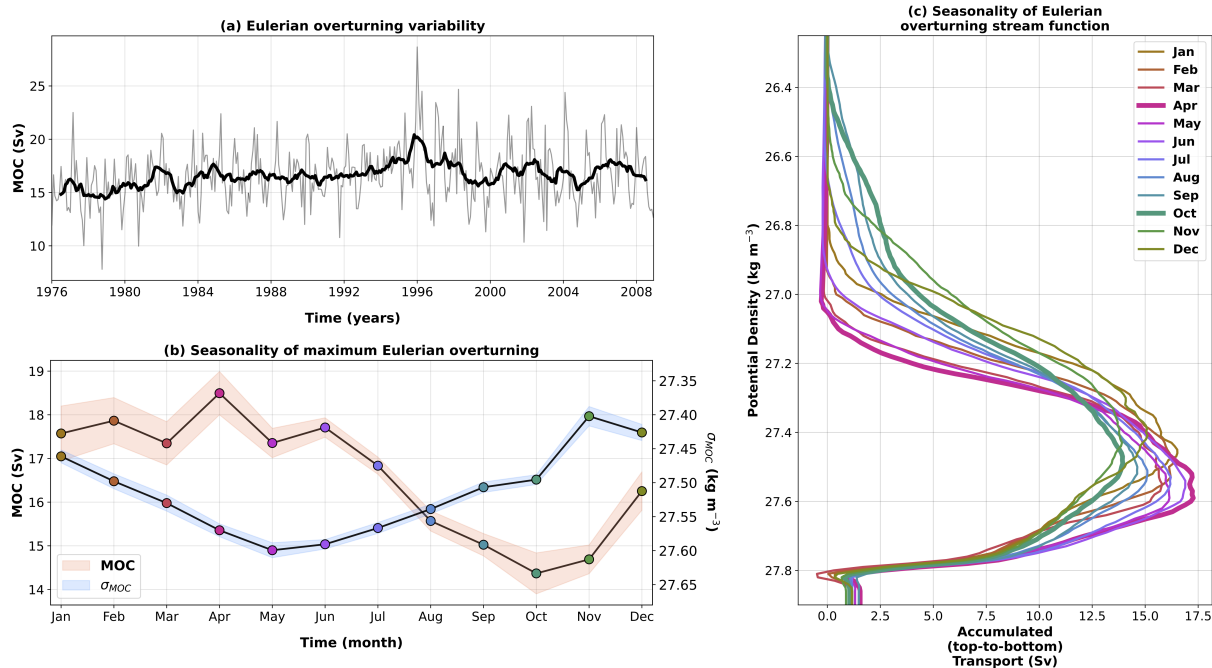 (a) Eulerian overturning variability
MOC (Sv)
25
20
15
10
1976 1980 1984 1988 1992 1996 2000 2004 2008
Time (years)
(b) Seasonality of maximum Eulerian overturning
MOC (Sv)
19
18
17
16
15
14
27.35
27.40
27.45
27.50
27.55
27.60
27.65
σMOC (kg m−3)
MOC
σMOC
Jan Feb Mar Apr May Jun Jul Aug Sep Oct Nov Dec
Time (month)
(c) Seasonality of Eulerian
overturning stream function
Potential Density (kg m−3)
26.4
26.6
26.8
27.0
27.2
27.4
27.6
27.8
Jan
Feb
Mar
Apr
May
Jun
Jul
Aug
Sep
Oct
Nov
Dec
0.0 2.5 5.0 7.5 10.0 12.5 15.0 17.5
Accumulated
(top-to-bottom)
Transport (Sv)